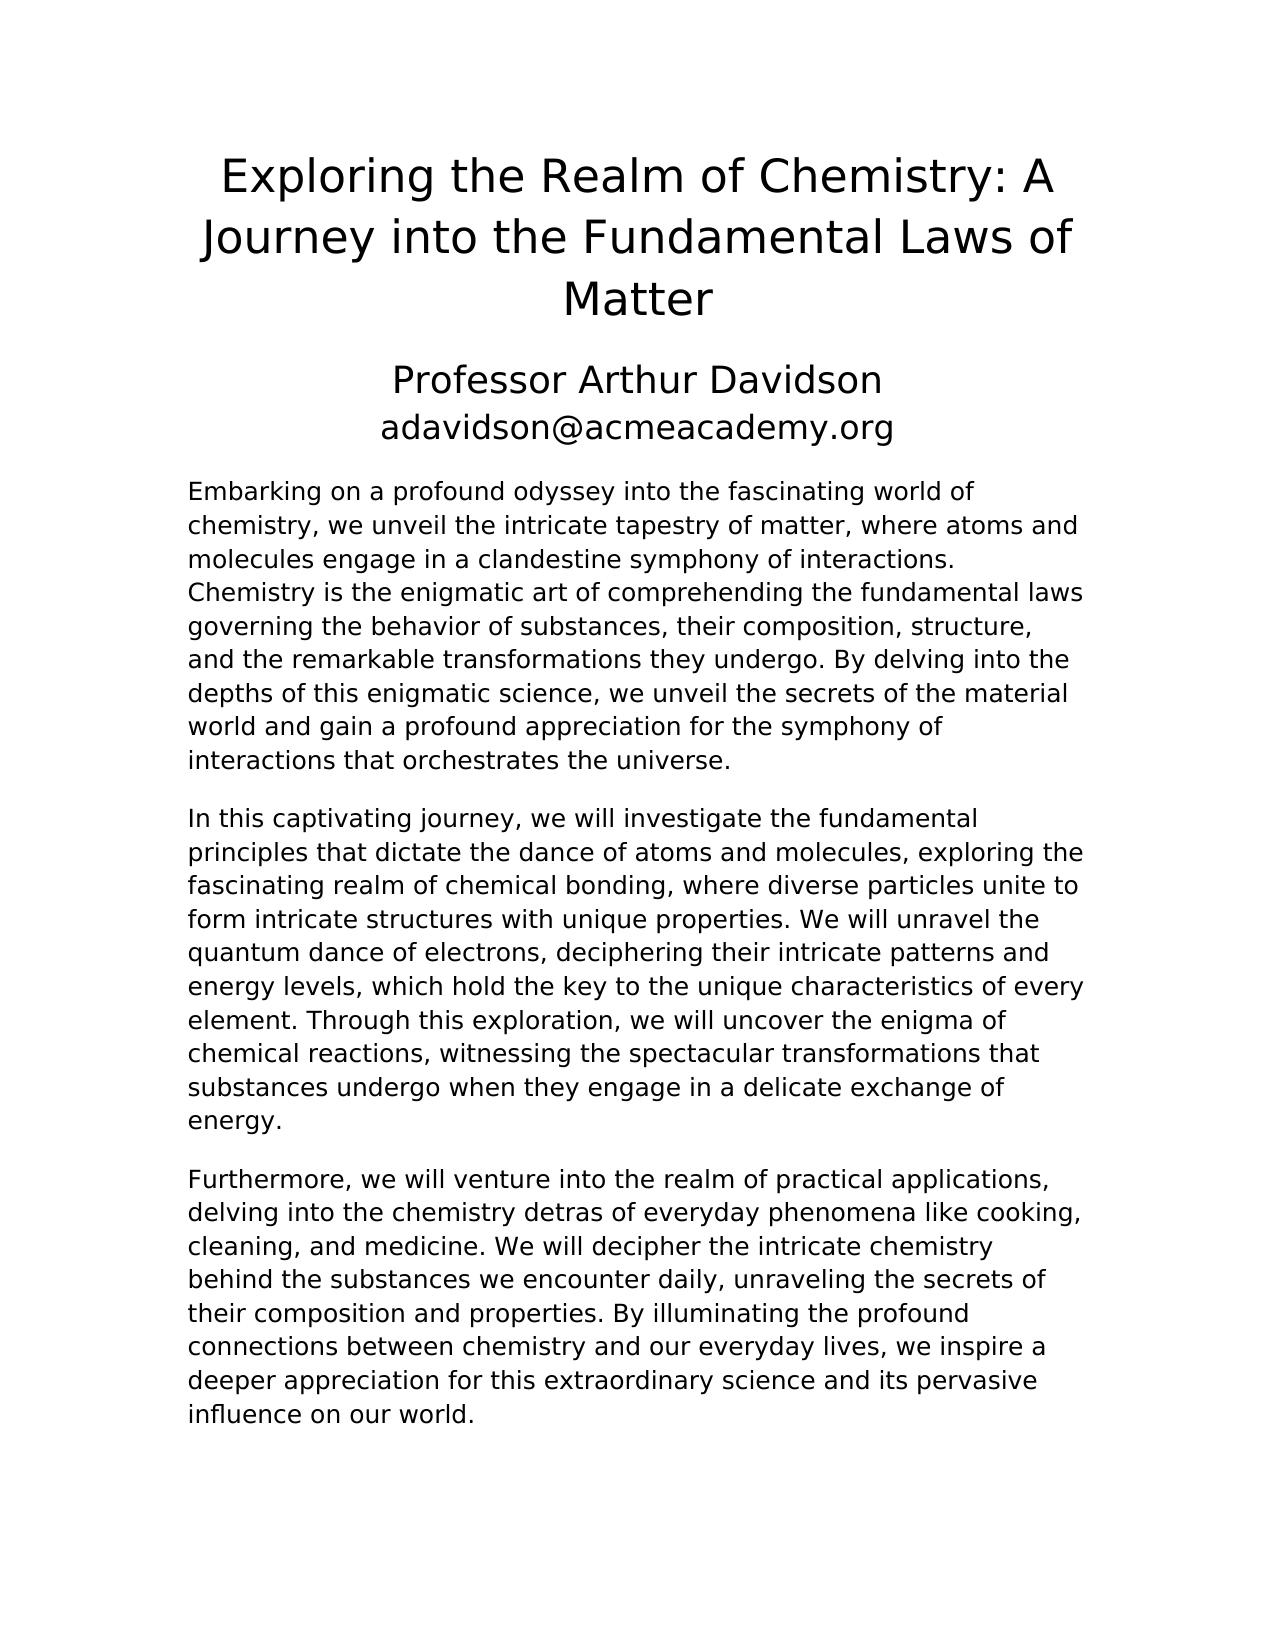 Exploring the Realm of Chemistry: A
Journey into the Fundamental Laws of
Matter
Professor Arthur Davidson
adavidson@acmeacademy.org
Embarking on a profound odyssey into the fascinating world of
chemistry, we unveil the intricate tapestry of matter, where atoms and
molecules engage in a clandestine symphony of interactions.
Chemistry is the enigmatic art of comprehending the fundamental laws
governing the behavior of substances, their composition, structure,
and the remarkable transformations they undergo. By delving into the
depths of this enigmatic science, we unveil the secrets of the material
world and gain a profound appreciation for the symphony of
interactions that orchestrates the universe.
In this captivating journey, we will investigate the fundamental
principles that dictate the dance of atoms and molecules, exploring the
fascinating realm of chemical bonding, where diverse particles unite to
form intricate structures with unique properties. We will unravel the
quantum dance of electrons, deciphering their intricate patterns and
energy levels, which hold the key to the unique characteristics of every
element. Through this exploration, we will uncover the enigma of
chemical reactions, witnessing the spectacular transformations that
substances undergo when they engage in a delicate exchange of
energy.
Furthermore, we will venture into the realm of practical applications,
delving into the chemistry detras of everyday phenomena like cooking,
cleaning, and medicine. We will decipher the intricate chemistry
behind the substances we encounter daily, unraveling the secrets of
their composition and properties. By illuminating the profound
connections between chemistry and our everyday lives, we inspire a
deeper appreciation for this extraordinary science and its pervasive
influence on our world.